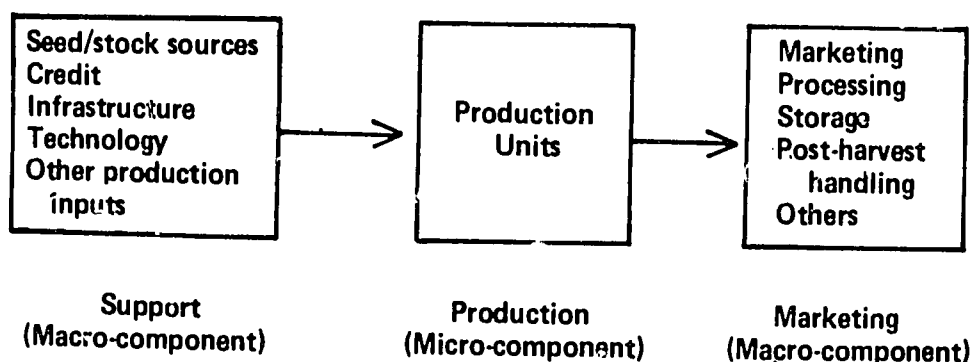 Seed/stock sources
Credit
Infrastructure
Technology
Other production
inputs
Production
Units
Marketing
Processing
Storage
Post-harvest
handling
Others
Support
(Macro-component)
Production
(Micro-component)
Marketing
(Macro-component)